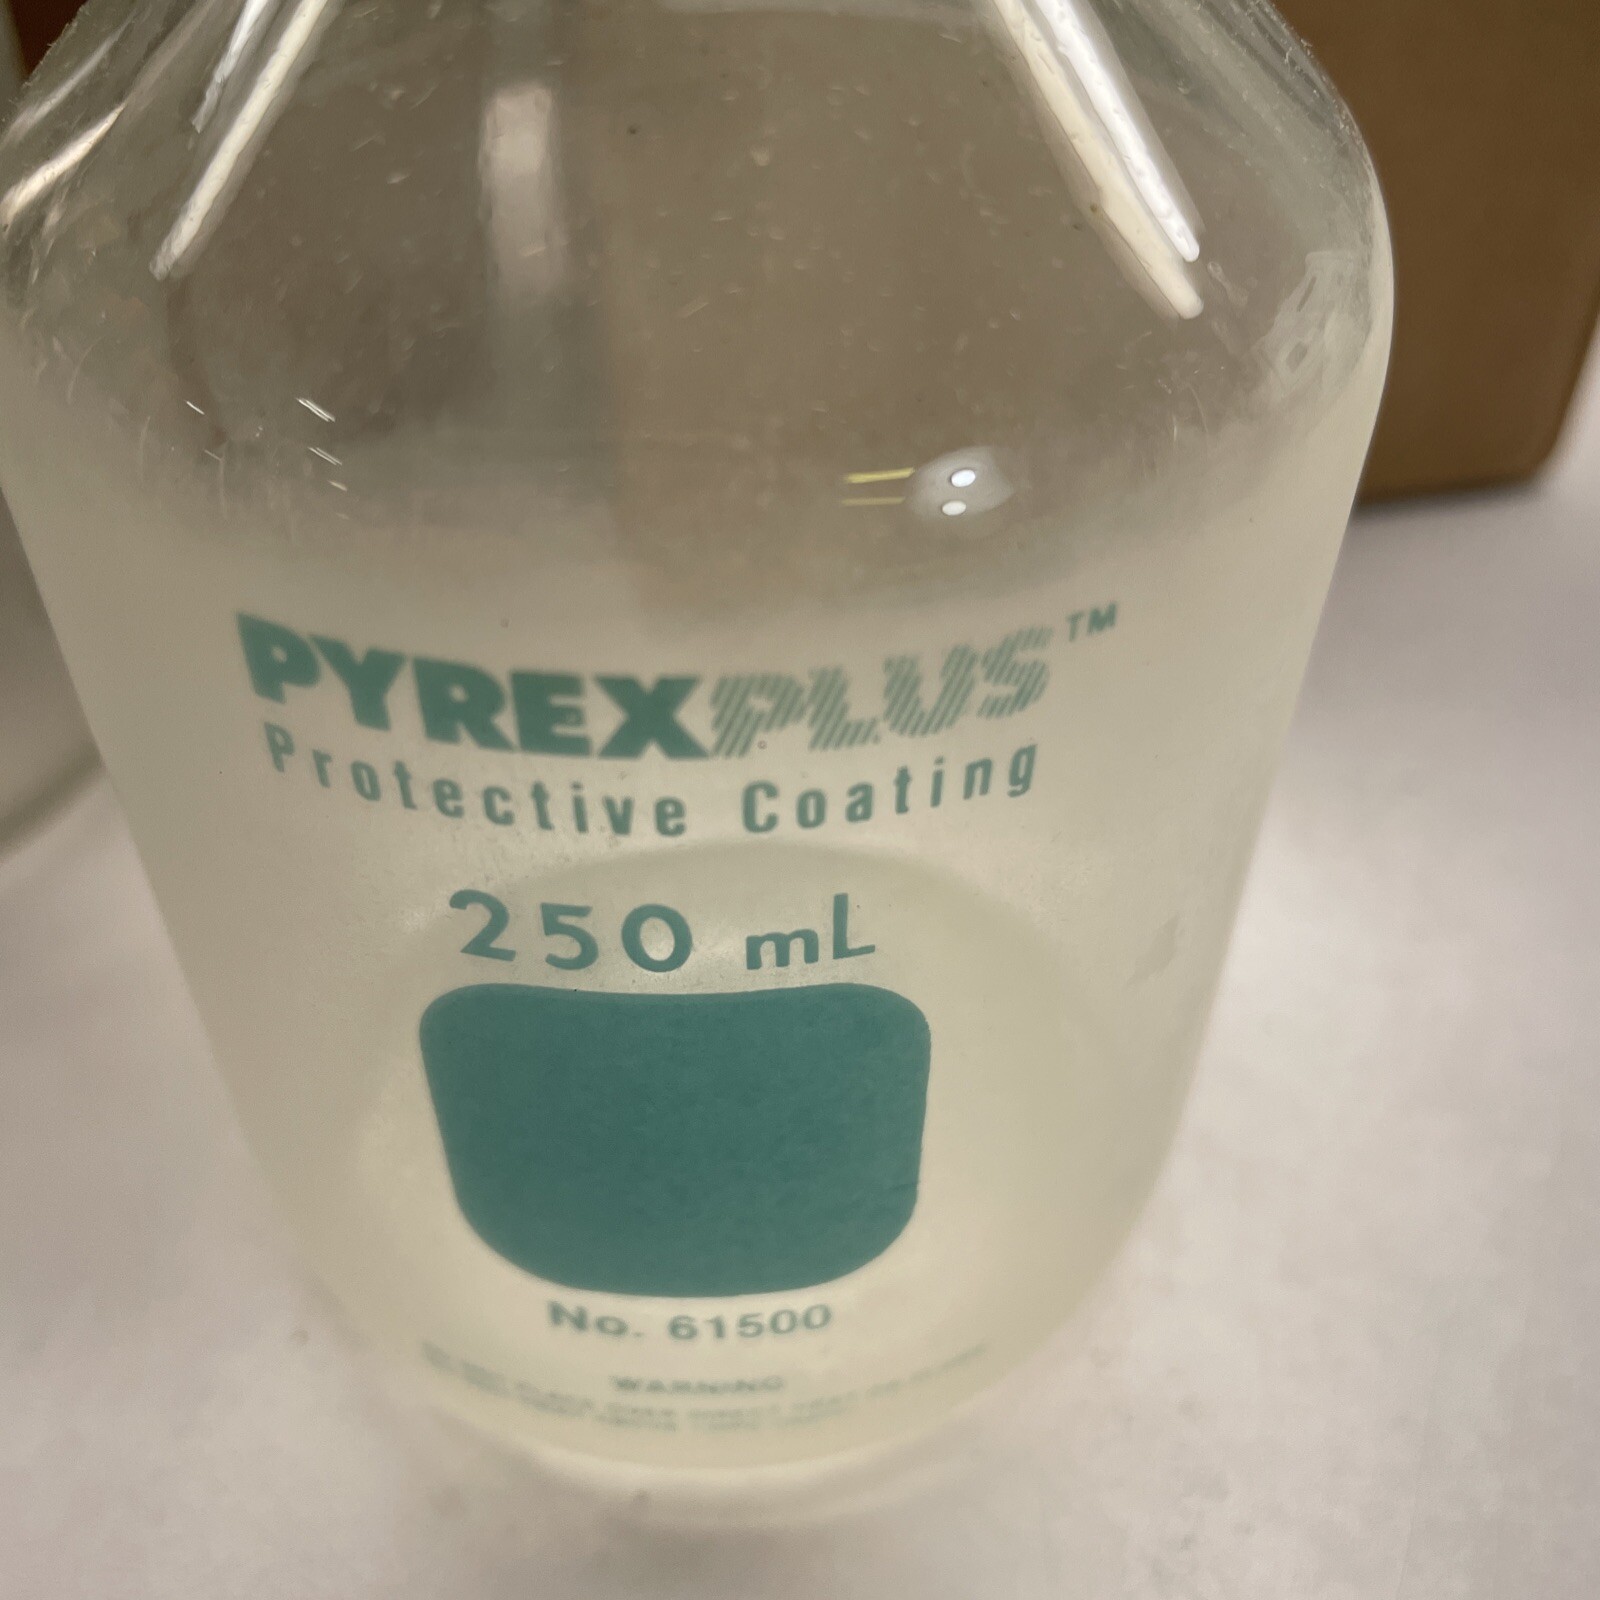 PYREXPLUS™
Protective Coating
250 mL
No. 61500
WARNING